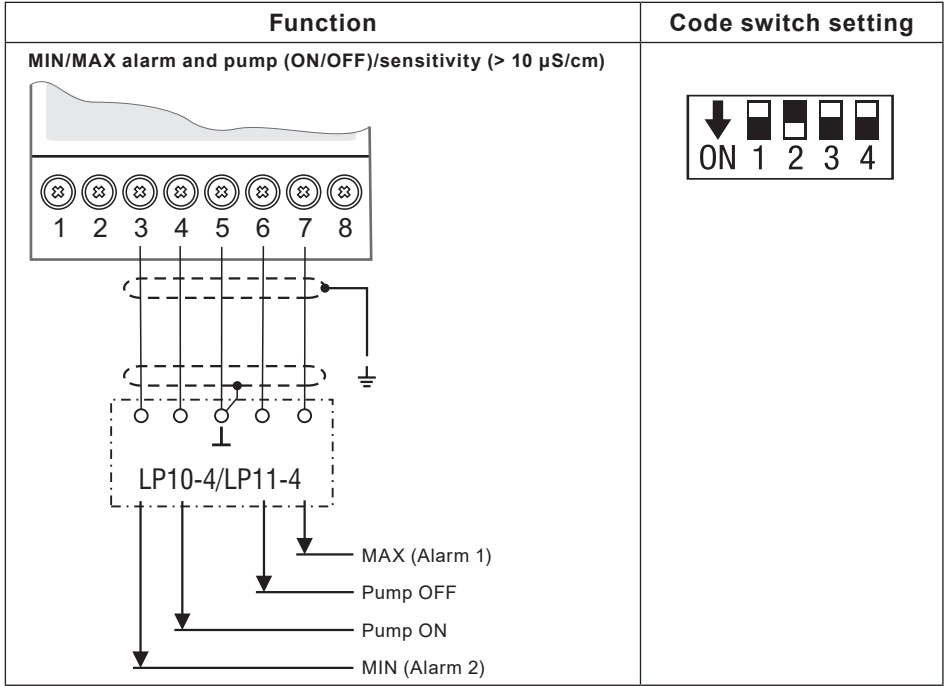 Function
Code switch setting
MIN/MAX alarm and pump (ON/OFF)/sensitivity (> 10 µS/cm)
ON 1 2 3 4
1 2 3 4 5 6 7 8
LP10-4/LP11-4
MAX (Alarm 1)
Pump OFF
Pump ON
MIN (Alarm 2)